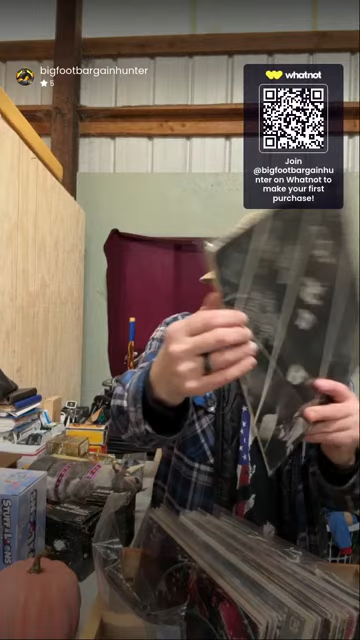 bigfootbargainhunter
5
whatnot
Join
@bigfootbargainhu
nter on Whatnot to
make your first
purchase!